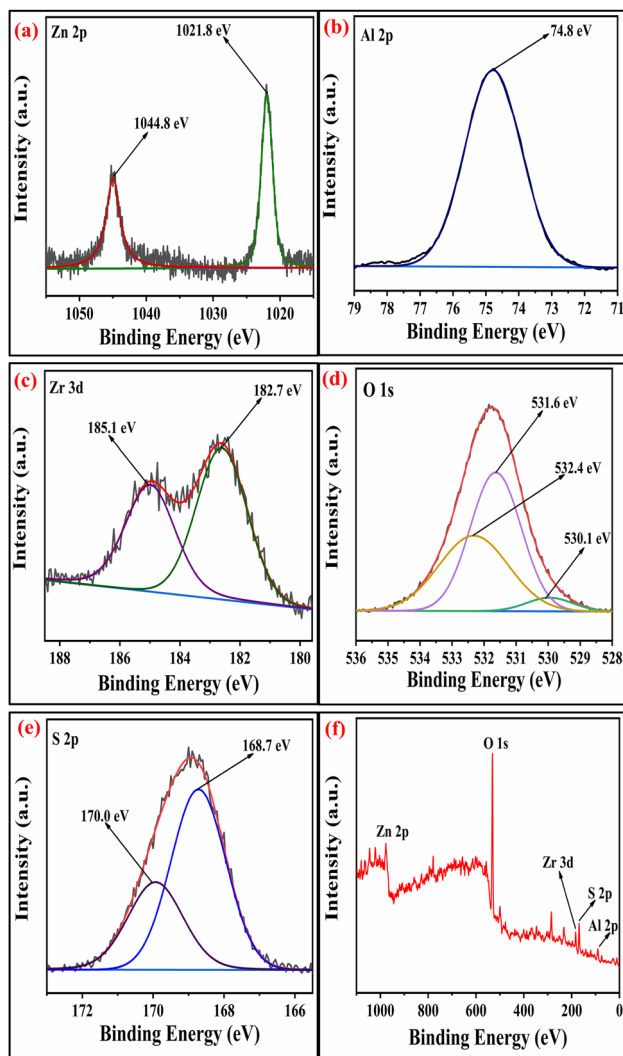 (a)
Zn 2p
1021.8 eV
1044.8 eV
Intensity (a.u.)
1050 1040 1030 1020
Binding Energy (eV)
(b)
Al 2p
74.8 eV
Intensity (a.u.)
79 78 77 76 75 74 73 72 71
Binding Energy (eV)
(c)
Zr 3d
182.7 eV
185.1 eV
Intensity (a.u.)
188 186 184 182 180
Binding Energy (eV)
(d)
O 1s
531.6 eV
532.4 eV
530.1 eV
Intensity (a.u.)
536 535 534 533 532 531 530 529 528
Binding Energy (eV)
(e)
S 2p
168.7 eV
170.0 eV
Intensity (a.u.)
172 170 168 166
Binding Energy (eV)
(f)
O 1s
Zn 2p
Zr 3d
S 2p
Al 2p
Intensity (a.u.)
1000 800 600 400 200 0
Binding Energy (eV)